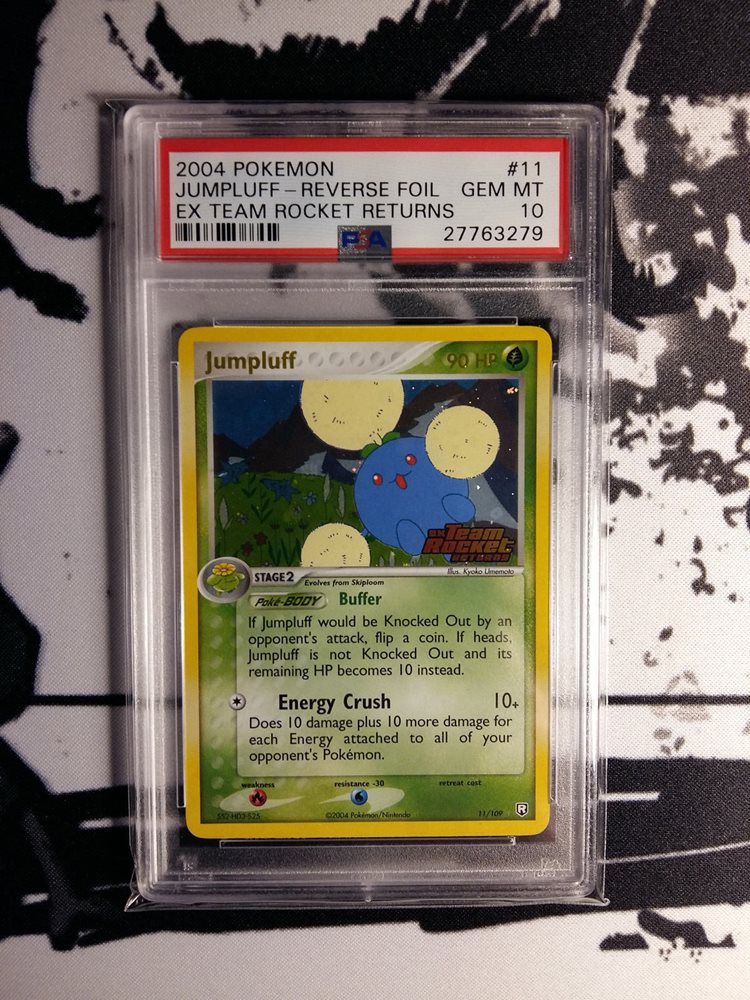 2004 POKEMON #11
JUMPLUFF - REVERSE FOIL GEM MT
EX TEAM ROCKET RETURNS 10
PSA 27763279
Jumpluff 90 HP
EX Team
Rocket
RETURNS
Illus. Kyoko Umemoto
STAGE 2 Evolves from Skiploom
Poké-BODY Buffer
If Jumpluff would be Knocked Out by an
opponent's attack, flip a coin. If heads,
Jumpluff is not Knocked Out and its
remaining HP becomes 10 instead.
Energy Crush 10+
Does 10 damage plus 10 more damage for
each Energy attached to all of your
opponent's Pokémon.
weakness resistance -30 retreat cost
©2004 Pokémon/Nintendo 11/109 R